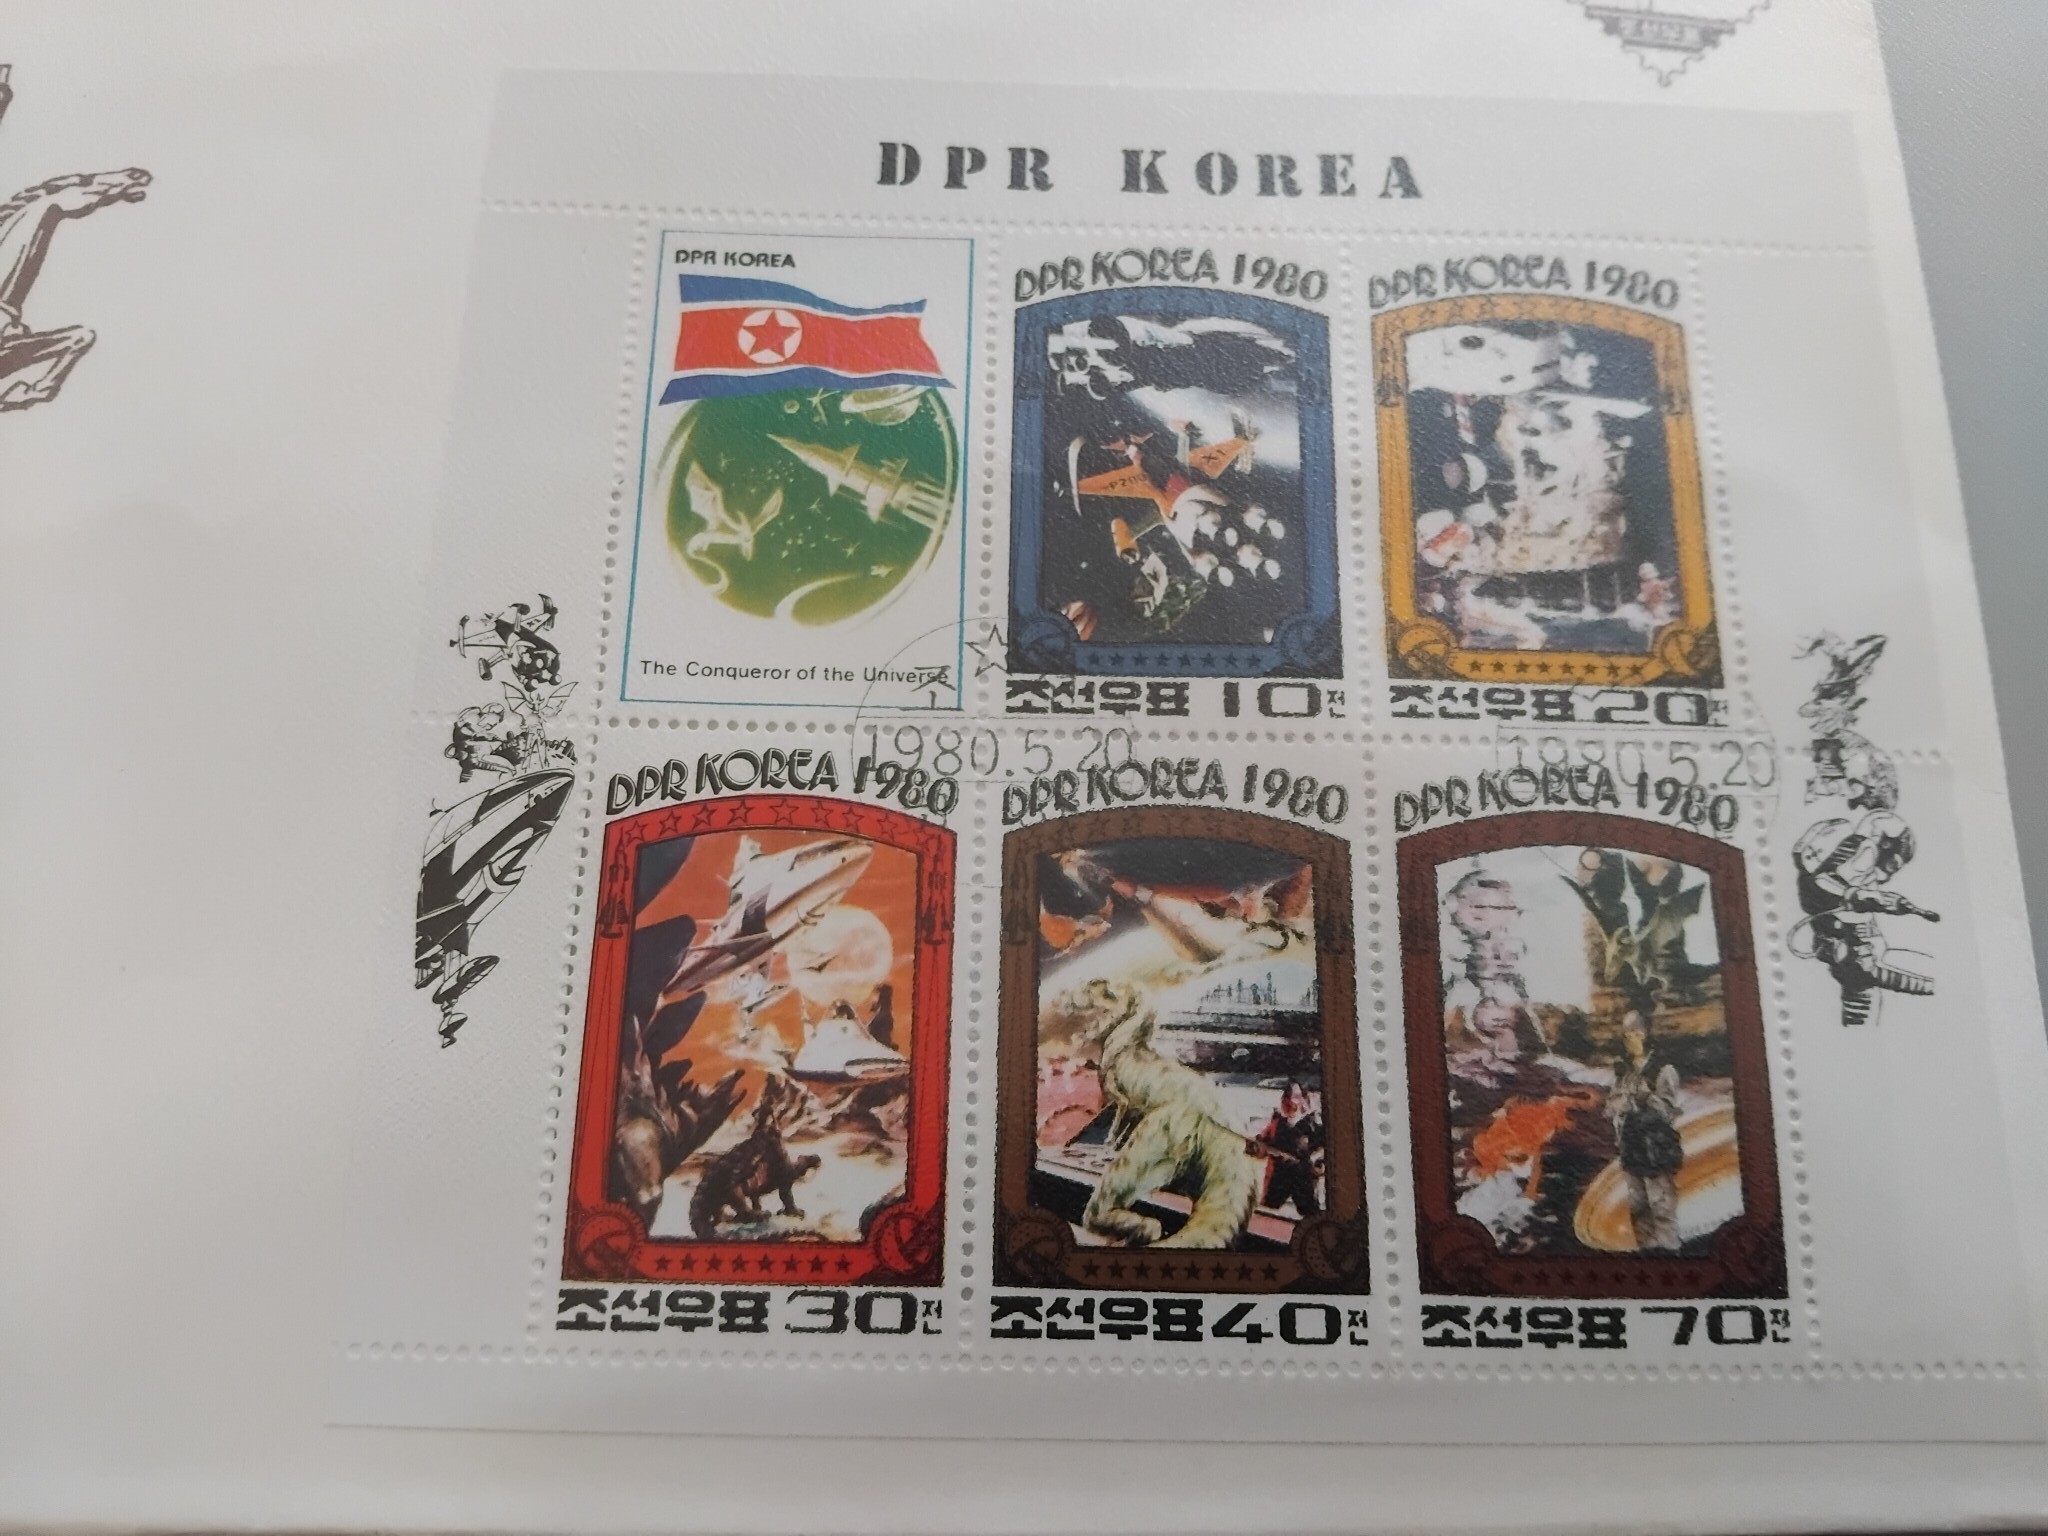 DPR KOREA
DPR KOREA
The Conqueror of the Universe
DPR KOREA 1980
조선우표 10전
DPR KOREA 1980
조선우표 20전
1980.5.20
1980.5.20
DPR KOREA 1980
조선우표 30전
DPR KOREA 1980
조선우표 40전
DPR KOREA 1980
조선우표 70전